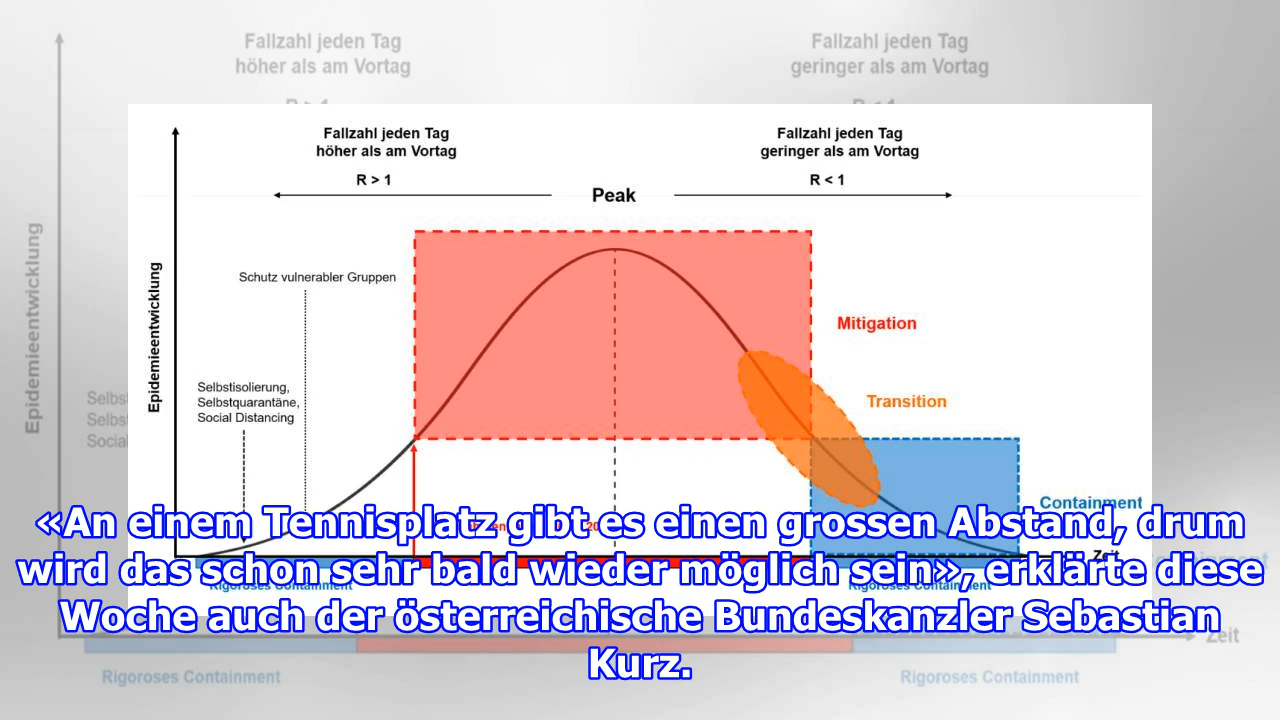 Fallzahl jeden Tag
höher als am Vortag
Fallzahl jeden Tag
geringer als am Vortag
Fallzahl jeden Tag
höher als am Vortag
R > 1
Fallzahl jeden Tag
geringer als am Vortag
R < 1
Peak
Epidemieentwicklung
Epidemieentwicklung
Schutz vulnerabler Gruppen
Selbstisolierung,
Selbstquarantäne,
Social Distancing
Mitigation
Transition
Containment
Zeit
Rigoroses Containment
Rigoroses Containment
«An einem Tennisplatz gibt es einen grossen Abstand, drum
wird das schon sehr bald wieder möglich sein», erklärte diese
Woche auch der österreichische Bundeskanzler Sebastian
Kurz.
Zeit
Rigoroses Containment
Rigoroses Containment